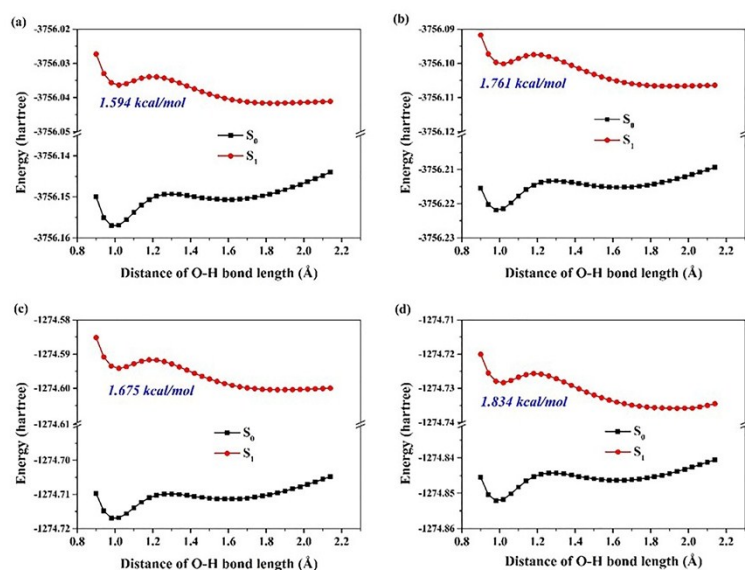 (a)
-3756.02
-3756.03
-3756.04
-3756.05
-3756.14
-3756.15
-3756.16
Energy (hartree)
1.594 kcal/mol
S0
S1
0.8 1.0 1.2 1.4 1.6 1.8 2.0 2.2
Distance of O-H bond length (Å)
(b)
-3756.09
-3756.10
-3756.11
-3756.12
-3756.21
-3756.22
-3756.23
Energy (hartree)
1.761 kcal/mol
S0
S1
0.8 1.0 1.2 1.4 1.6 1.8 2.0 2.2
Distance of O-H bond length (Å)
(c)
-1274.58
-1274.59
-1274.60
-1274.61
-1274.70
-1274.71
-1274.72
Energy (hartree)
1.675 kcal/mol
S0
S1
0.8 1.0 1.2 1.4 1.6 1.8 2.0 2.2
Distance of O-H bond length (Å)
(d)
-1274.71
-1274.72
-1274.73
-1274.74
-1274.84
-1274.85
-1274.86
Energy (hartree)
1.834 kcal/mol
S0
S1
0.8 1.0 1.2 1.4 1.6 1.8 2.0 2.2
Distance of O-H bond length (Å)